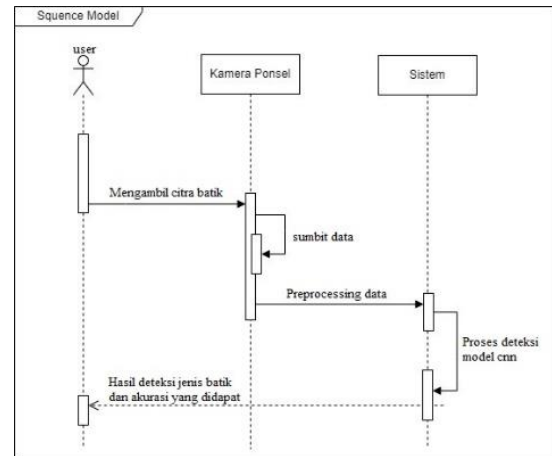 Squence Model
user
Kamera Ponsel
Sistem
Mengambil citra batik
sumbit data
Preprocessing data
Proses deteksi
model cnn
Hasil deteksi jenis batik
dan akurasi yang didapat